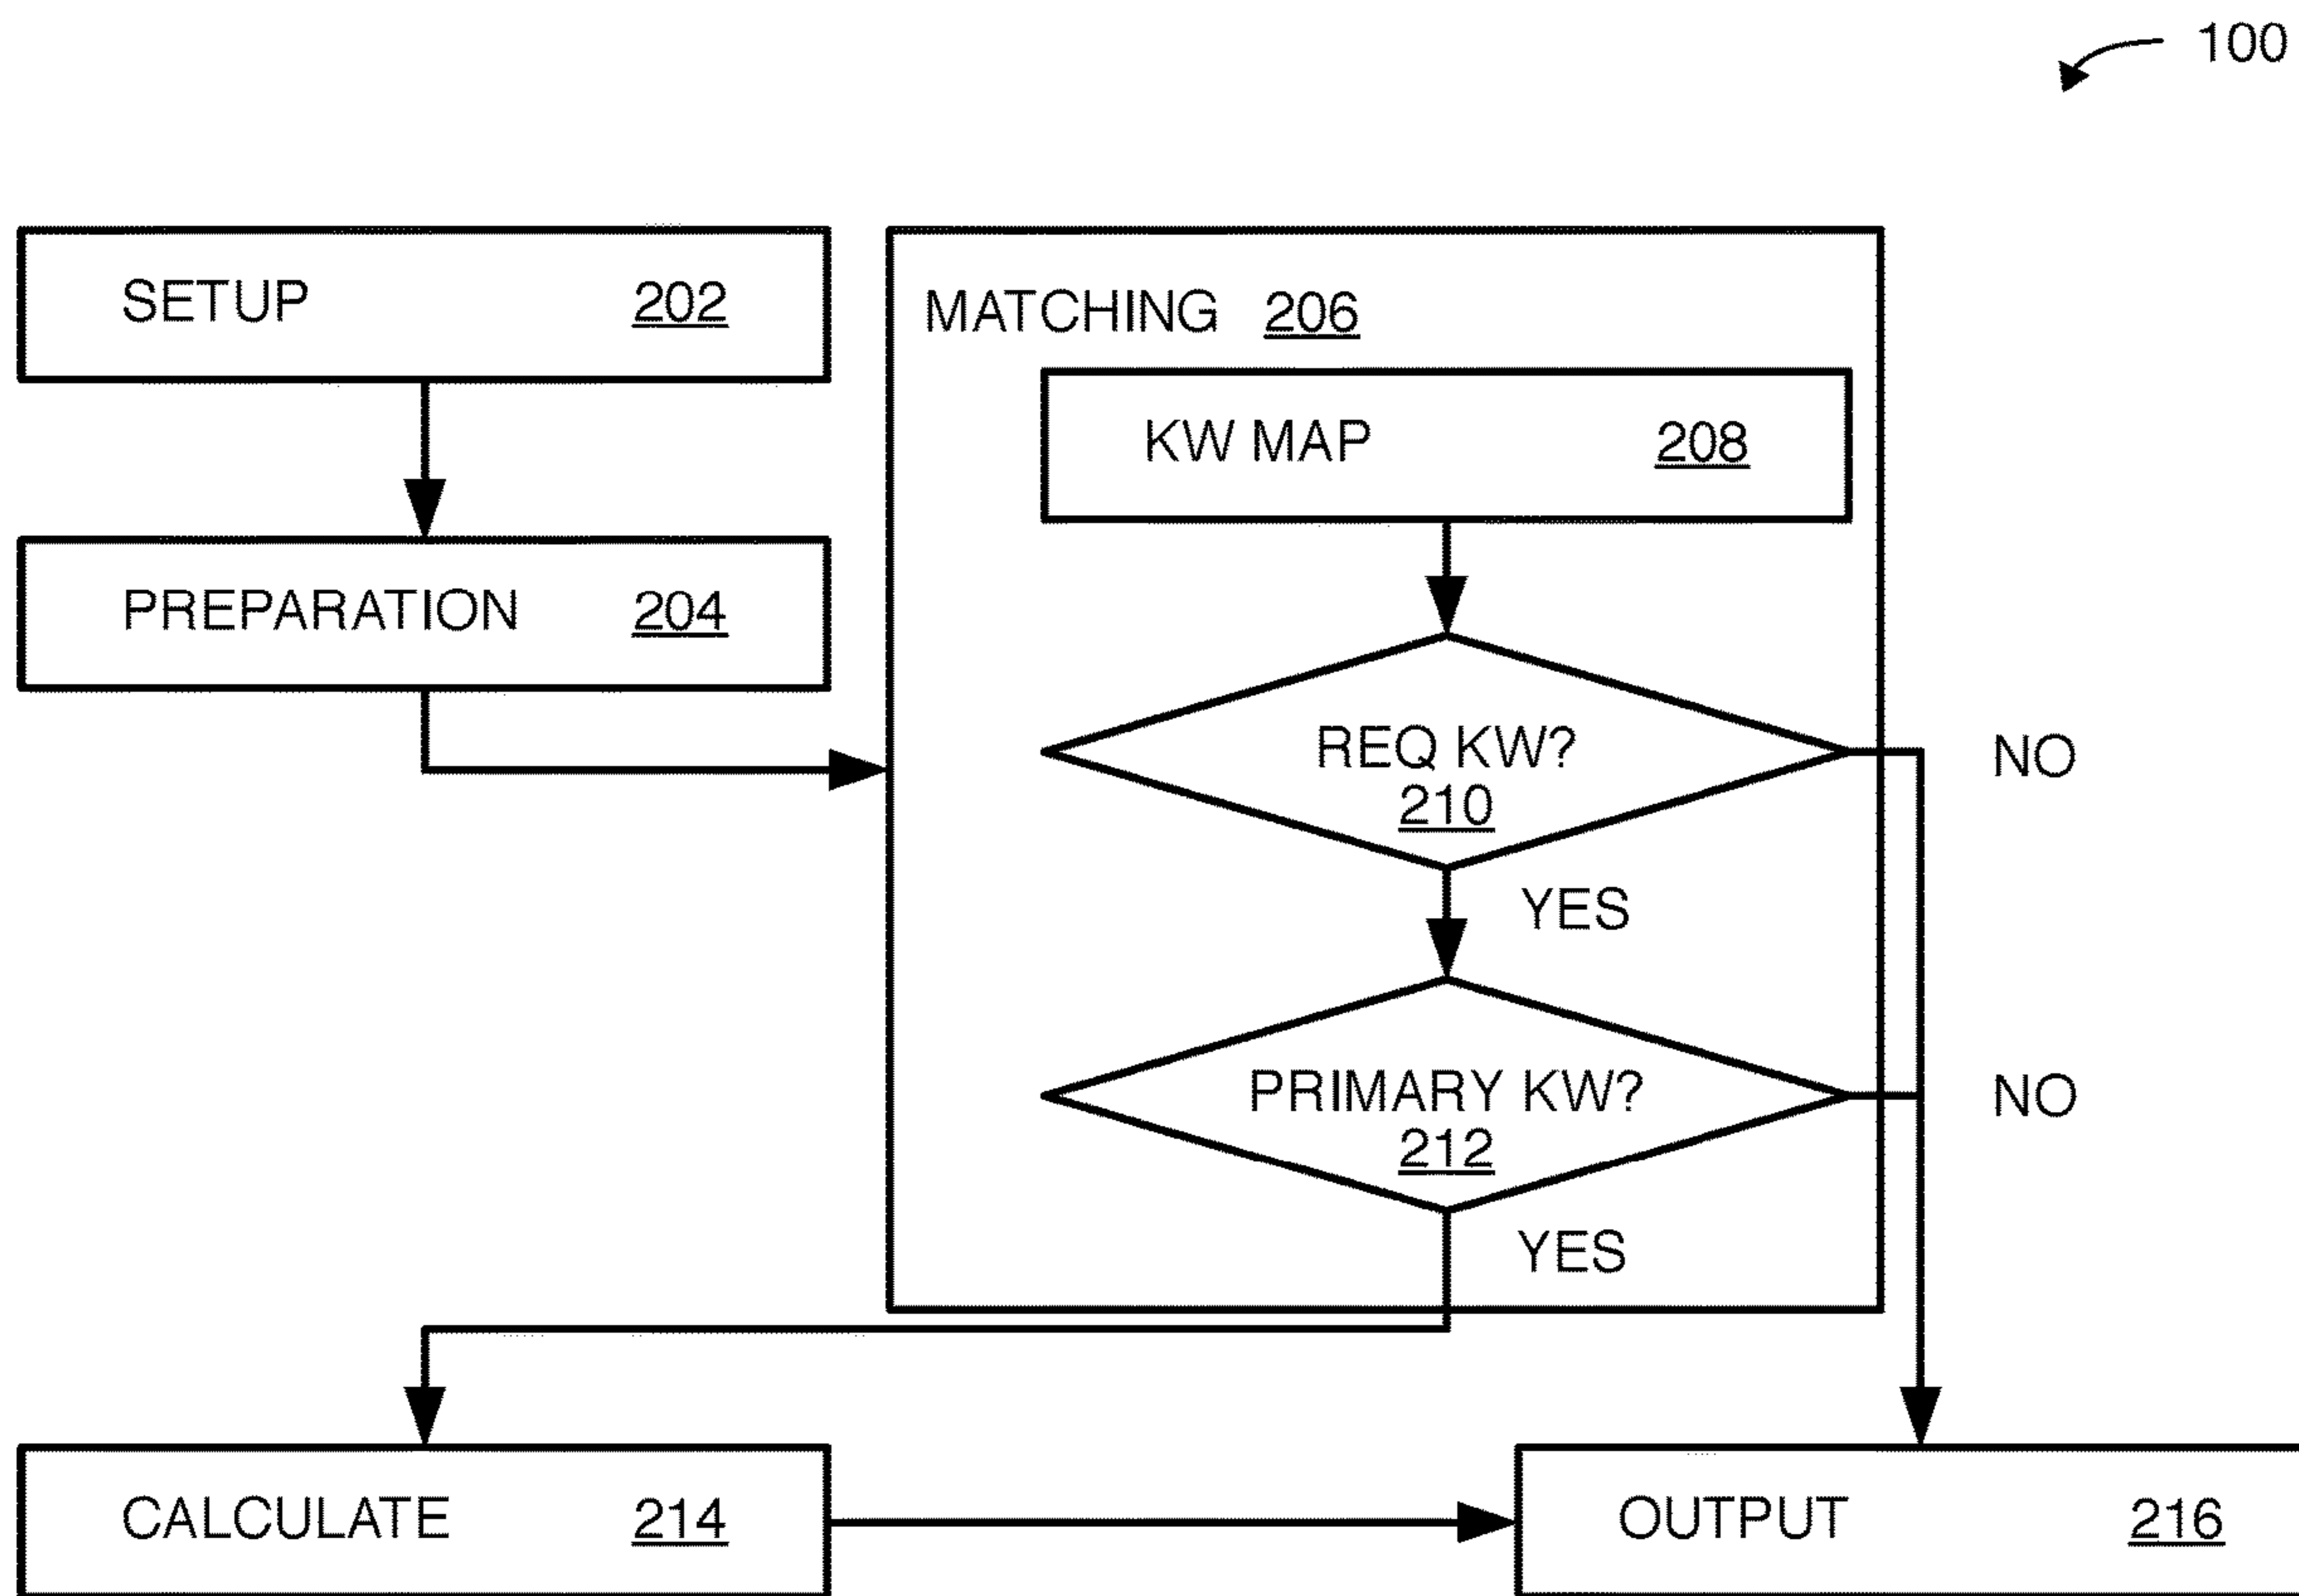 100
SETUP 202
MATCHING 206
KW MAP 208
PREPARATION 204
REQ KW?
210
NO
YES
PRIMARY KW?
212
NO
YES
CALCULATE 214
OUTPUT 216